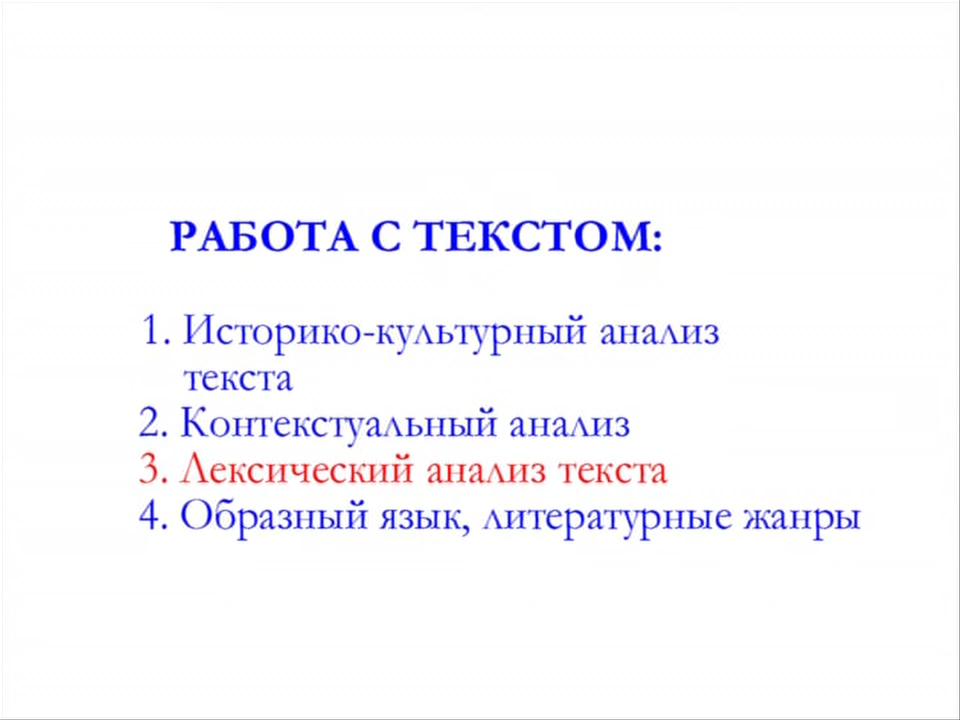 РАБОТА С ТЕКСТОМ:
1. Историко-культурный анализ
текста
2. Контекстуальный анализ
3. Лексический анализ текста
4. Образный язык, литературные жанры